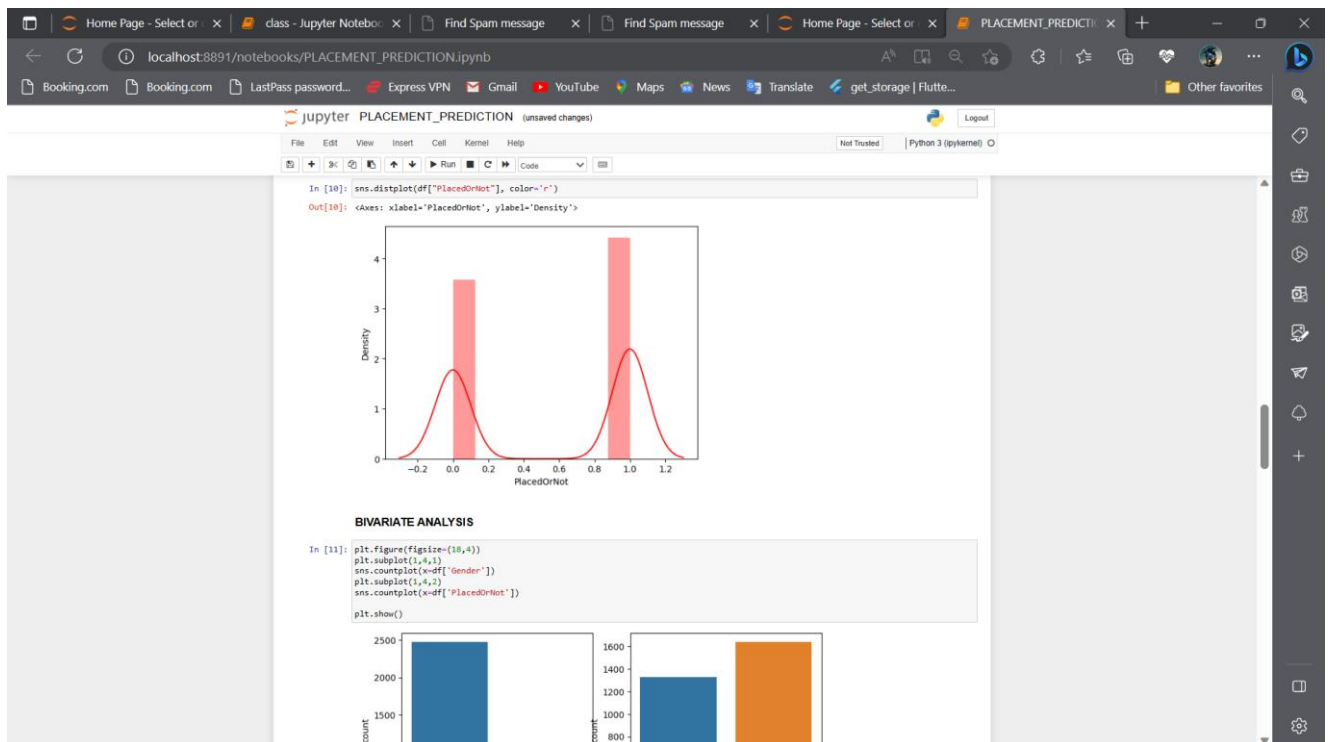 Home Page - Select or
class - Jupyter Noteboo
Find Spam message
Find Spam message
Home Page - Select or
PLACEMENT_PREDICTIO
localhost:8891/notebooks/PLACEMENT_PREDICTION.ipynb
Booking.com
Booking.com
LastPass password...
Express VPN
Gmail
YouTube
Maps
News
Translate
get_storage | Flutte...
Other favorites
jupyter PLACEMENT_PREDICTION (unsaved changes)
Logout
File Edit View Insert Cell Kernel Help
Not Trusted
Python 3 (ipykernel)
Run
Code
In [10]: sns.distplot(df["PlacedOrNot"], color='r')
Out[10]: <Axes: xlabel='PlacedOrNot', ylabel='Density'>
4
3
2
1
0
Density
−0.2 0.0 0.2 0.4 0.6 0.8 1.0 1.2
PlacedOrNot
BIVARIATE ANALYSIS
In [11]: plt.figure(figsize=(18,4))
plt.subplot(1,4,1)
sns.countplot(x=df['Gender'])
plt.subplot(1,4,2)
sns.countplot(x=df['PlacedOrNot'])
plt.show()
2500
2000
1500
count
1600
1400
1200
1000
800
count